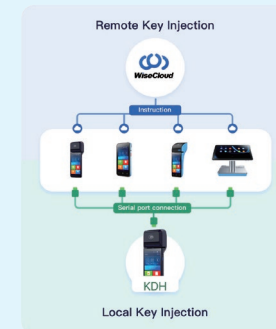 Remote Key Injection
WiseCloud
Instruction
Serial port connection
KDH
Local Key Injection